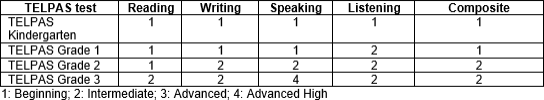 TELPAS test Reading Writing Speaking Listening Composite
TELPAS Kindergarten 1 1 1 1 1
TELPAS Grade 1 1 1 1 2 1
TELPAS Grade 2 1 2 2 2 2
TELPAS Grade 3 2 2 4 2 2
1: Beginning; 2: Intermediate; 3: Advanced; 4: Advanced High